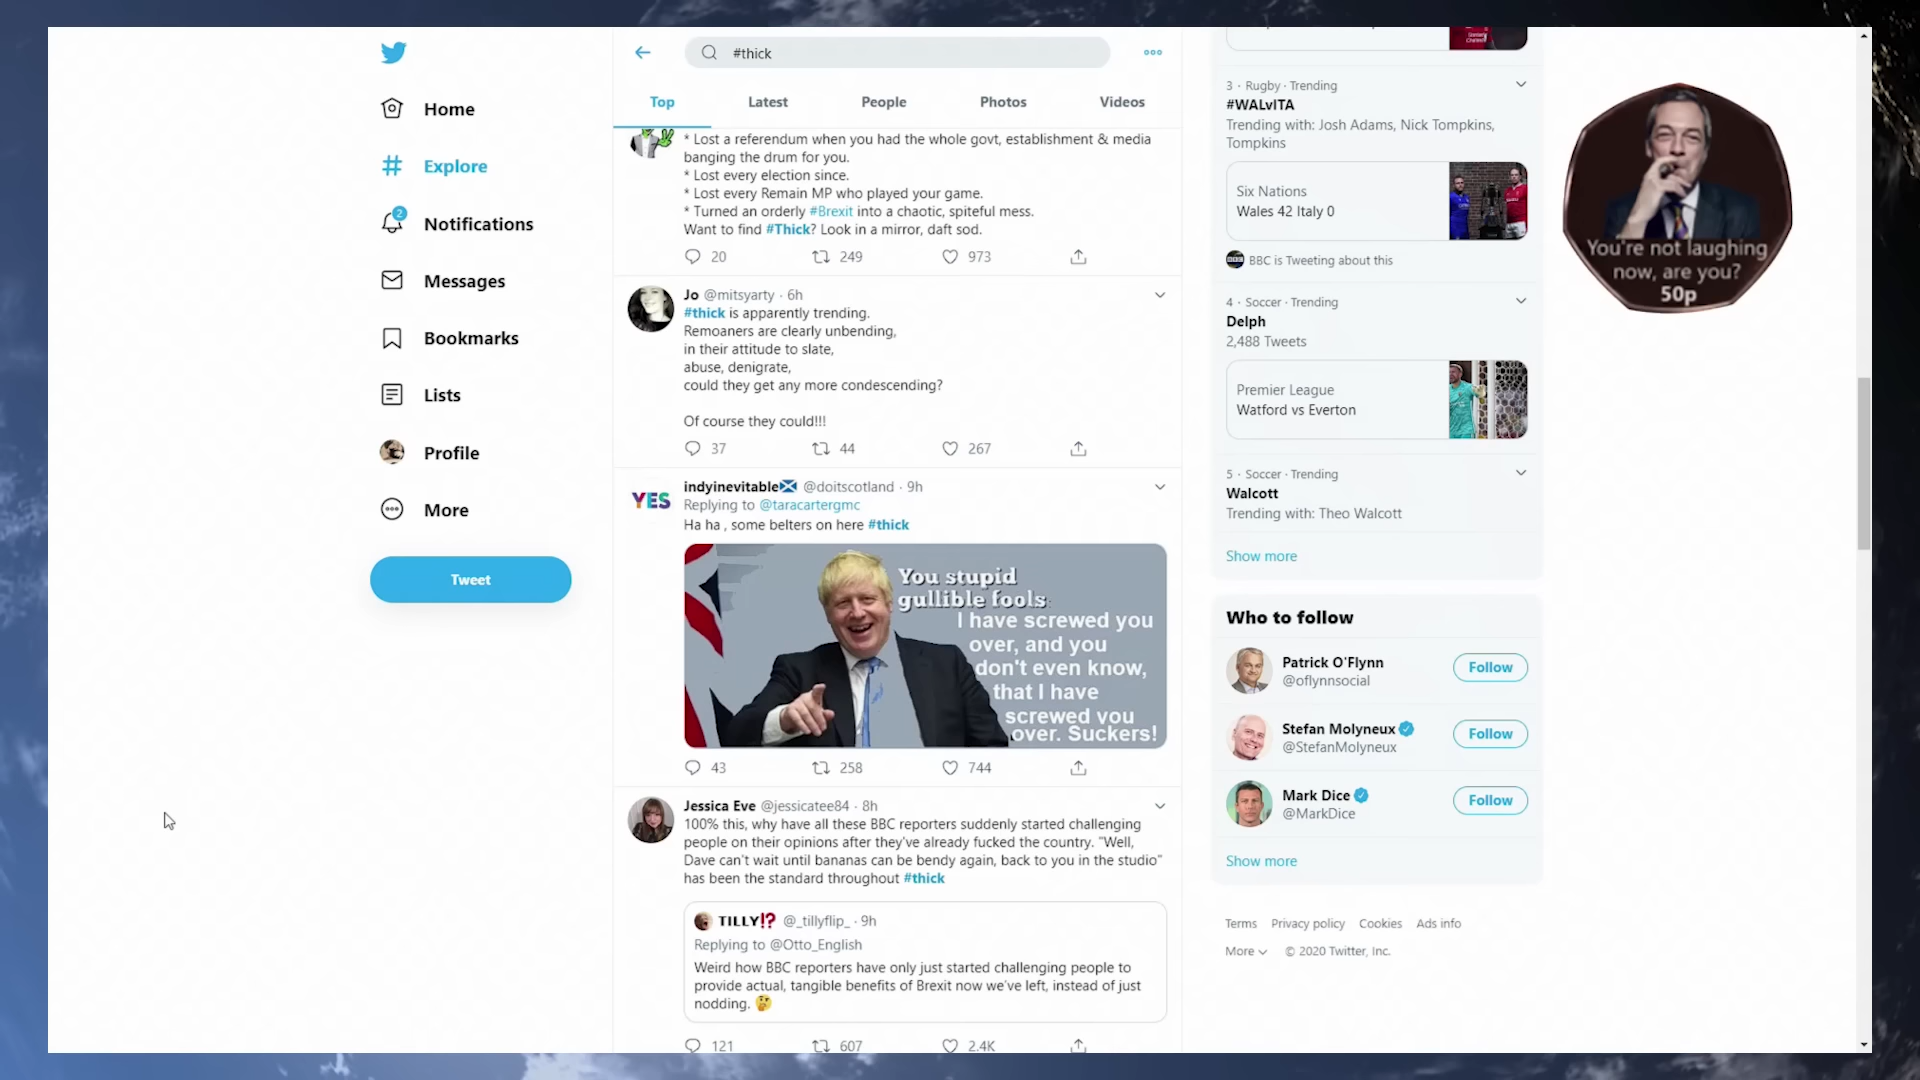 #thick
Home
Explore
2
Notifications
Messages
Bookmarks
Lists
Profile
More
Tweet
Top
Latest
People
Photos
Videos
* Lost a referendum when you had the whole govt, establishment & media
banging the drum for you.
* Lost every election since.
* Lost every Remain MP who played your game.
* Turned an orderly #Brexit into a chaotic, spiteful mess.
Want to find #Thick? Look in a mirror, daft sod.
20 249 973
Jo @mitsyarty · 6h
#thick is apparently trending.
Remoaners are clearly unbending,
in their attitude to slate,
abuse, denigrate,
could they get any more condescending?
Of course they could!!!
37 44 267
YES
indyinevitable @doitscotland · 9h
Replying to @taracartergmc
Ha ha , some belters on here #thick
You stupid
gullible fools
I have screwed you
over, and you
don't even know,
that I have
screwed you
over. Suckers!
43 258 744
Jessica Eve @jessicatee84 · 8h
100% this, why have all these BBC reporters suddenly started challenging
people on their opinions after they've already fucked the country. "Well,
Dave can't wait until bananas can be bendy again, back to you in the studio"
has been the standard throughout #thick
TILLY⁉ @_tillyflip_ · 9h
Replying to @Otto_English
Weird how BBC reporters have only just started challenging people to
provide actual, tangible benefits of Brexit now we've left, instead of just
nodding. 🤔
121 607 2.4K
3 · Rugby · Trending
#WALvITA
Trending with: Josh Adams, Nick Tompkins,
Tompkins
Six Nations
Wales 42 Italy 0
BBC is Tweeting about this
4 · Soccer · Trending
Delph
2,488 Tweets
Premier League
Watford vs Everton
5 · Soccer · Trending
Walcott
Trending with: Theo Walcott
Show more
Who to follow
Patrick O'Flynn
@oflynnsocial
Follow
Stefan Molyneux
@StefanMolyneux
Follow
Mark Dice
@MarkDice
Follow
Show more
Terms Privacy policy Cookies Ads info
More © 2020 Twitter, Inc.
You're not laughing
now, are you?
50p